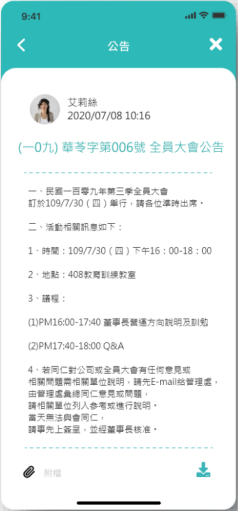 9:41
公告
艾莉絲
2020/07/08 10:16
(一0九) 華苓字第006號 全員大會公告
一、民國一百零九年第三季全員大會
訂於109/7/30（四）舉行，請各位準時出席。
二、活動相關訊息如下：
1、時間：109/7/30（四）下午16：00-18：00
2、地點：408教育訓練教室
3、議程：
(1)PM16:00-17:40 董事長營運方向說明及訓勉
(2)PM17:40-18:00 Q&A
4、若同仁對公司或全員大會有任何意見或
相關問題需相關單位說明，請先E-mail給管理處，
由管理處彙總同仁意見或問題，
請相關單位列入參考或進行說明。
當天無法與會同仁，
請事先上簽呈，並經董事長核准。
附檔